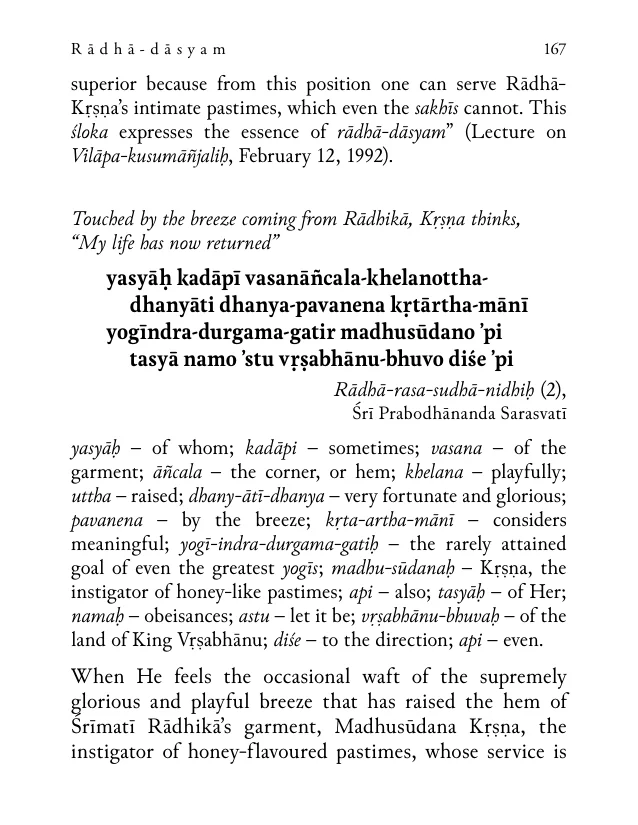 Rādhā-dāsyam 167
superior because from this position one can serve Rādhā-
Kṛṣṇa's intimate pastimes, which even the sakhīs cannot. This
śloka expresses the essence of rādhā-dāsyam” (Lecture on
Vilāpa-kusumāñjaliḥ, February 12, 1992).
Touched by the breeze coming from Rādhikā, Kṛṣṇa thinks,
“My life has now returned”
yasyāḥ kadāpī vasanāñcala-khelanottha-
dhanyāti dhanya-pavanena kṛtārtha-mānī
yogīndra-durgama-gatir madhusūdano ’pi
tasyā namo ’stu vṛṣabhānu-bhuvo diśe ’pi
Rādhā-rasa-sudhā-nidhiḥ (2),
Śrī Prabodhānanda Sarasvatī
yasyāḥ – of whom; kadāpi – sometimes; vasana – of the
garment; āñcala – the corner, or hem; khelana – playfully;
uttha – raised; dhany-ātī-dhanya – very fortunate and glorious;
pavanena – by the breeze; kṛta-artha-mānī – considers
meaningful; yogī-indra-durgama-gatiḥ – the rarely attained
goal of even the greatest yogīs; madhu-sūdanaḥ – Kṛṣṇa, the
instigator of honey-like pastimes; api – also; tasyāḥ – of Her;
namaḥ – obeisances; astu – let it be; vṛṣabhānu-bhuvaḥ – of the
land of King Vṛṣabhānu; diśe – to the direction; api – even.
When He feels the occasional waft of the supremely
glorious and playful breeze that has raised the hem of
Śrīmatī Rādhikā’s garment, Madhusūdana Kṛṣṇa, the
instigator of honey-flavoured pastimes, whose service is